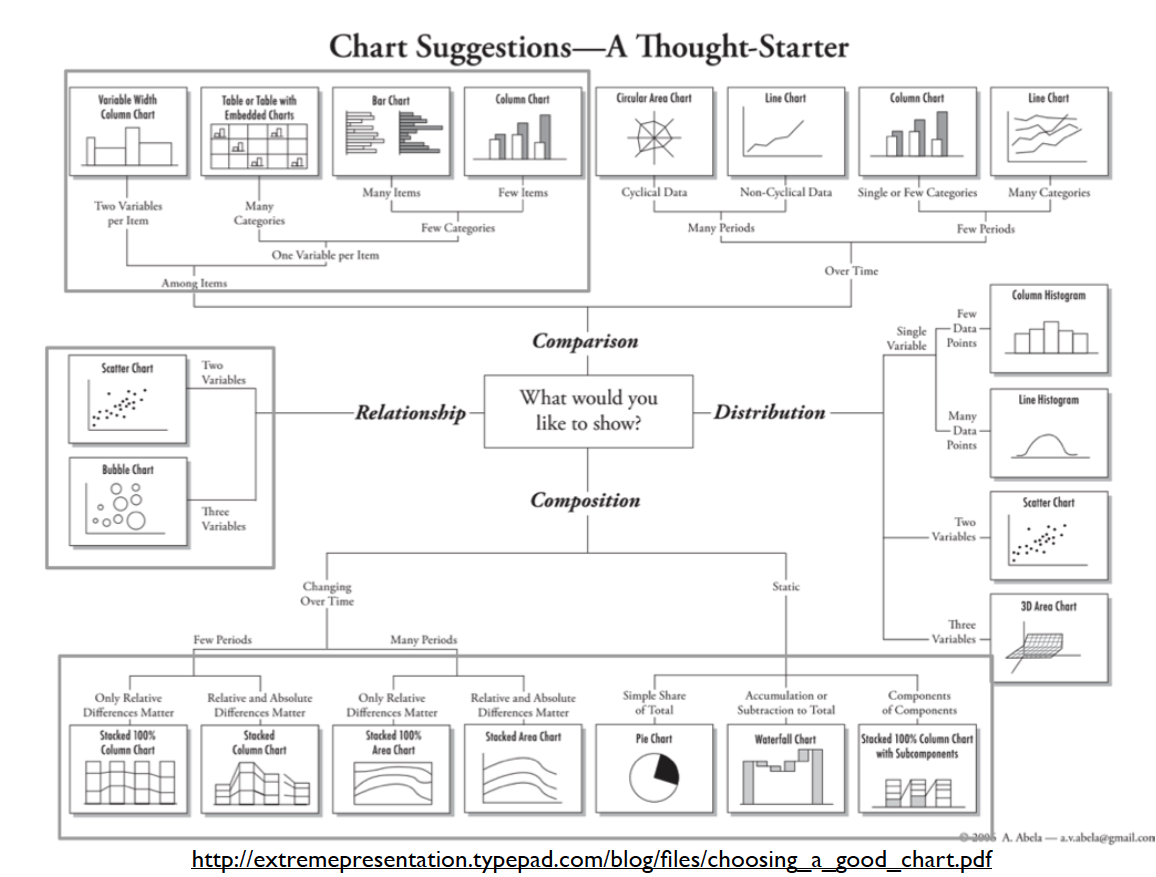 Chart Suggestions—A Thought-Starter
Variable Width
Column Chart
Table or Table with
Embedded Charts
Bar Chart
Column Chart
Circular Area Chart
Line Chart
Column Chart
Line Chart
Two Variables
per Item
Many
Categories
Many Items
Few Items
Cyclical Data
Non-Cyclical Data
Single or Few Categories
Many Categories
Few Categories
Many Periods
Few Periods
One Variable per Item
Among Items
Over Time
Comparison
What would you
like to show?
Relationship
Distribution
Composition
Scatter Chart
Two
Variables
Bubble Chart
Three
Variables
Single
Variable
Few
Data
Points
Column Histogram
Many
Data
Points
Line Histogram
Two
Variables
Scatter Chart
Three
Variables
3D Area Chart
Changing
Over Time
Static
Few Periods
Many Periods
Only Relative
Differences Matter
Relative and Absolute
Differences Matter
Only Relative
Differences Matter
Relative and Absolute
Differences Matter
Simple Share
of Total
Accumulation or
Subtraction to Total
Components
of Components
Stacked 100%
Column Chart
Stacked
Column Chart
Stacked 100%
Area Chart
Stacked Area Chart
Pie Chart
Waterfall Chart
Stacked 100% Column Chart
with Subcomponents
© 2006 A. Abela — a.v.abela@gmail.com
http://extremepresentation.typepad.com/blog/files/choosing_a_good_chart.pdf